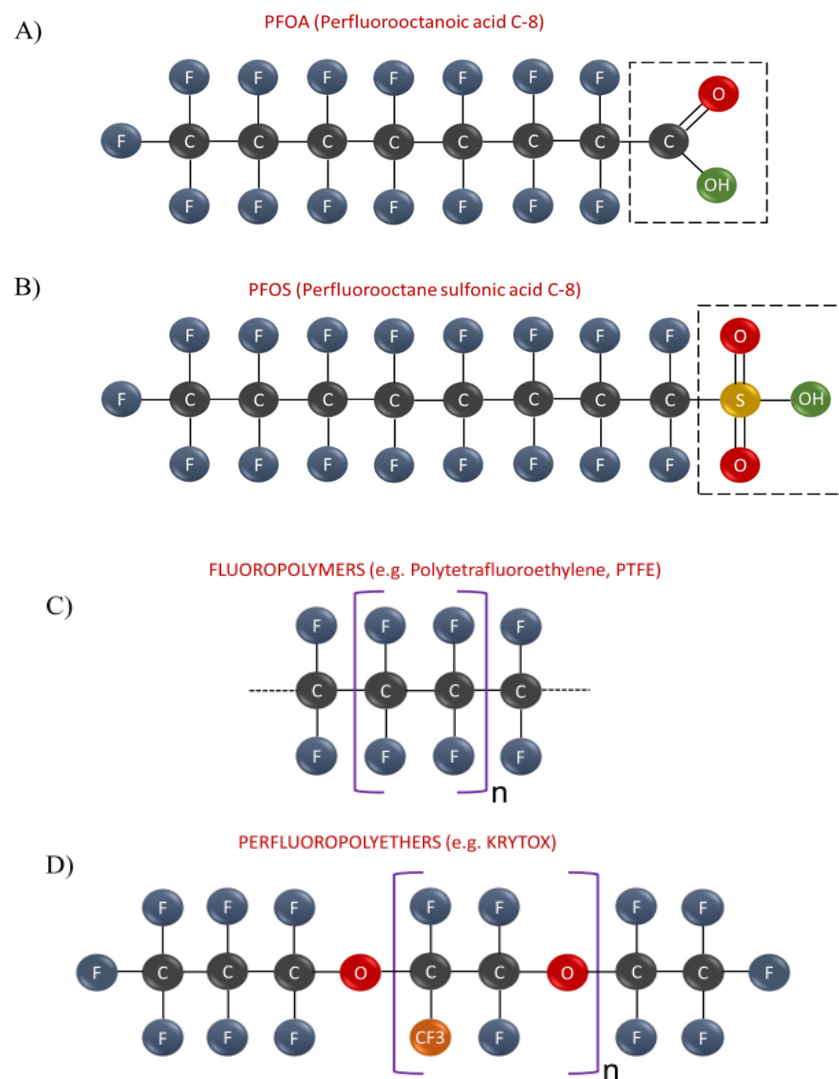 A)
PFOA (Perfluorooctanoic acid C-8)
F F F F F F F O
F C C C C C C C C
F F F F F F F OH
B)
PFOS (Perfluorooctane sulfonic acid C-8)
F F F F F F F F O
F C C C C C C C C S OH
F F F F F F F F O
FLUOROPOLYMERS (e.g. Polytetrafluoroethylene, PTFE)
C)
F F F F
C C C C
F F F F
n
PERFLUOROPOLYETHERS (e.g. KRYTOX)
D)
F F F F F F F
F C C C O C C O C C F
F F F CF3 F F F
n